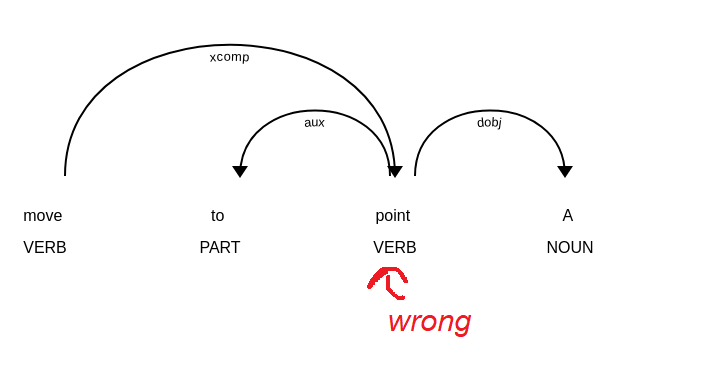 xcomp
aux dobj
move to point A
VERB PART VERB NOUN
wrong